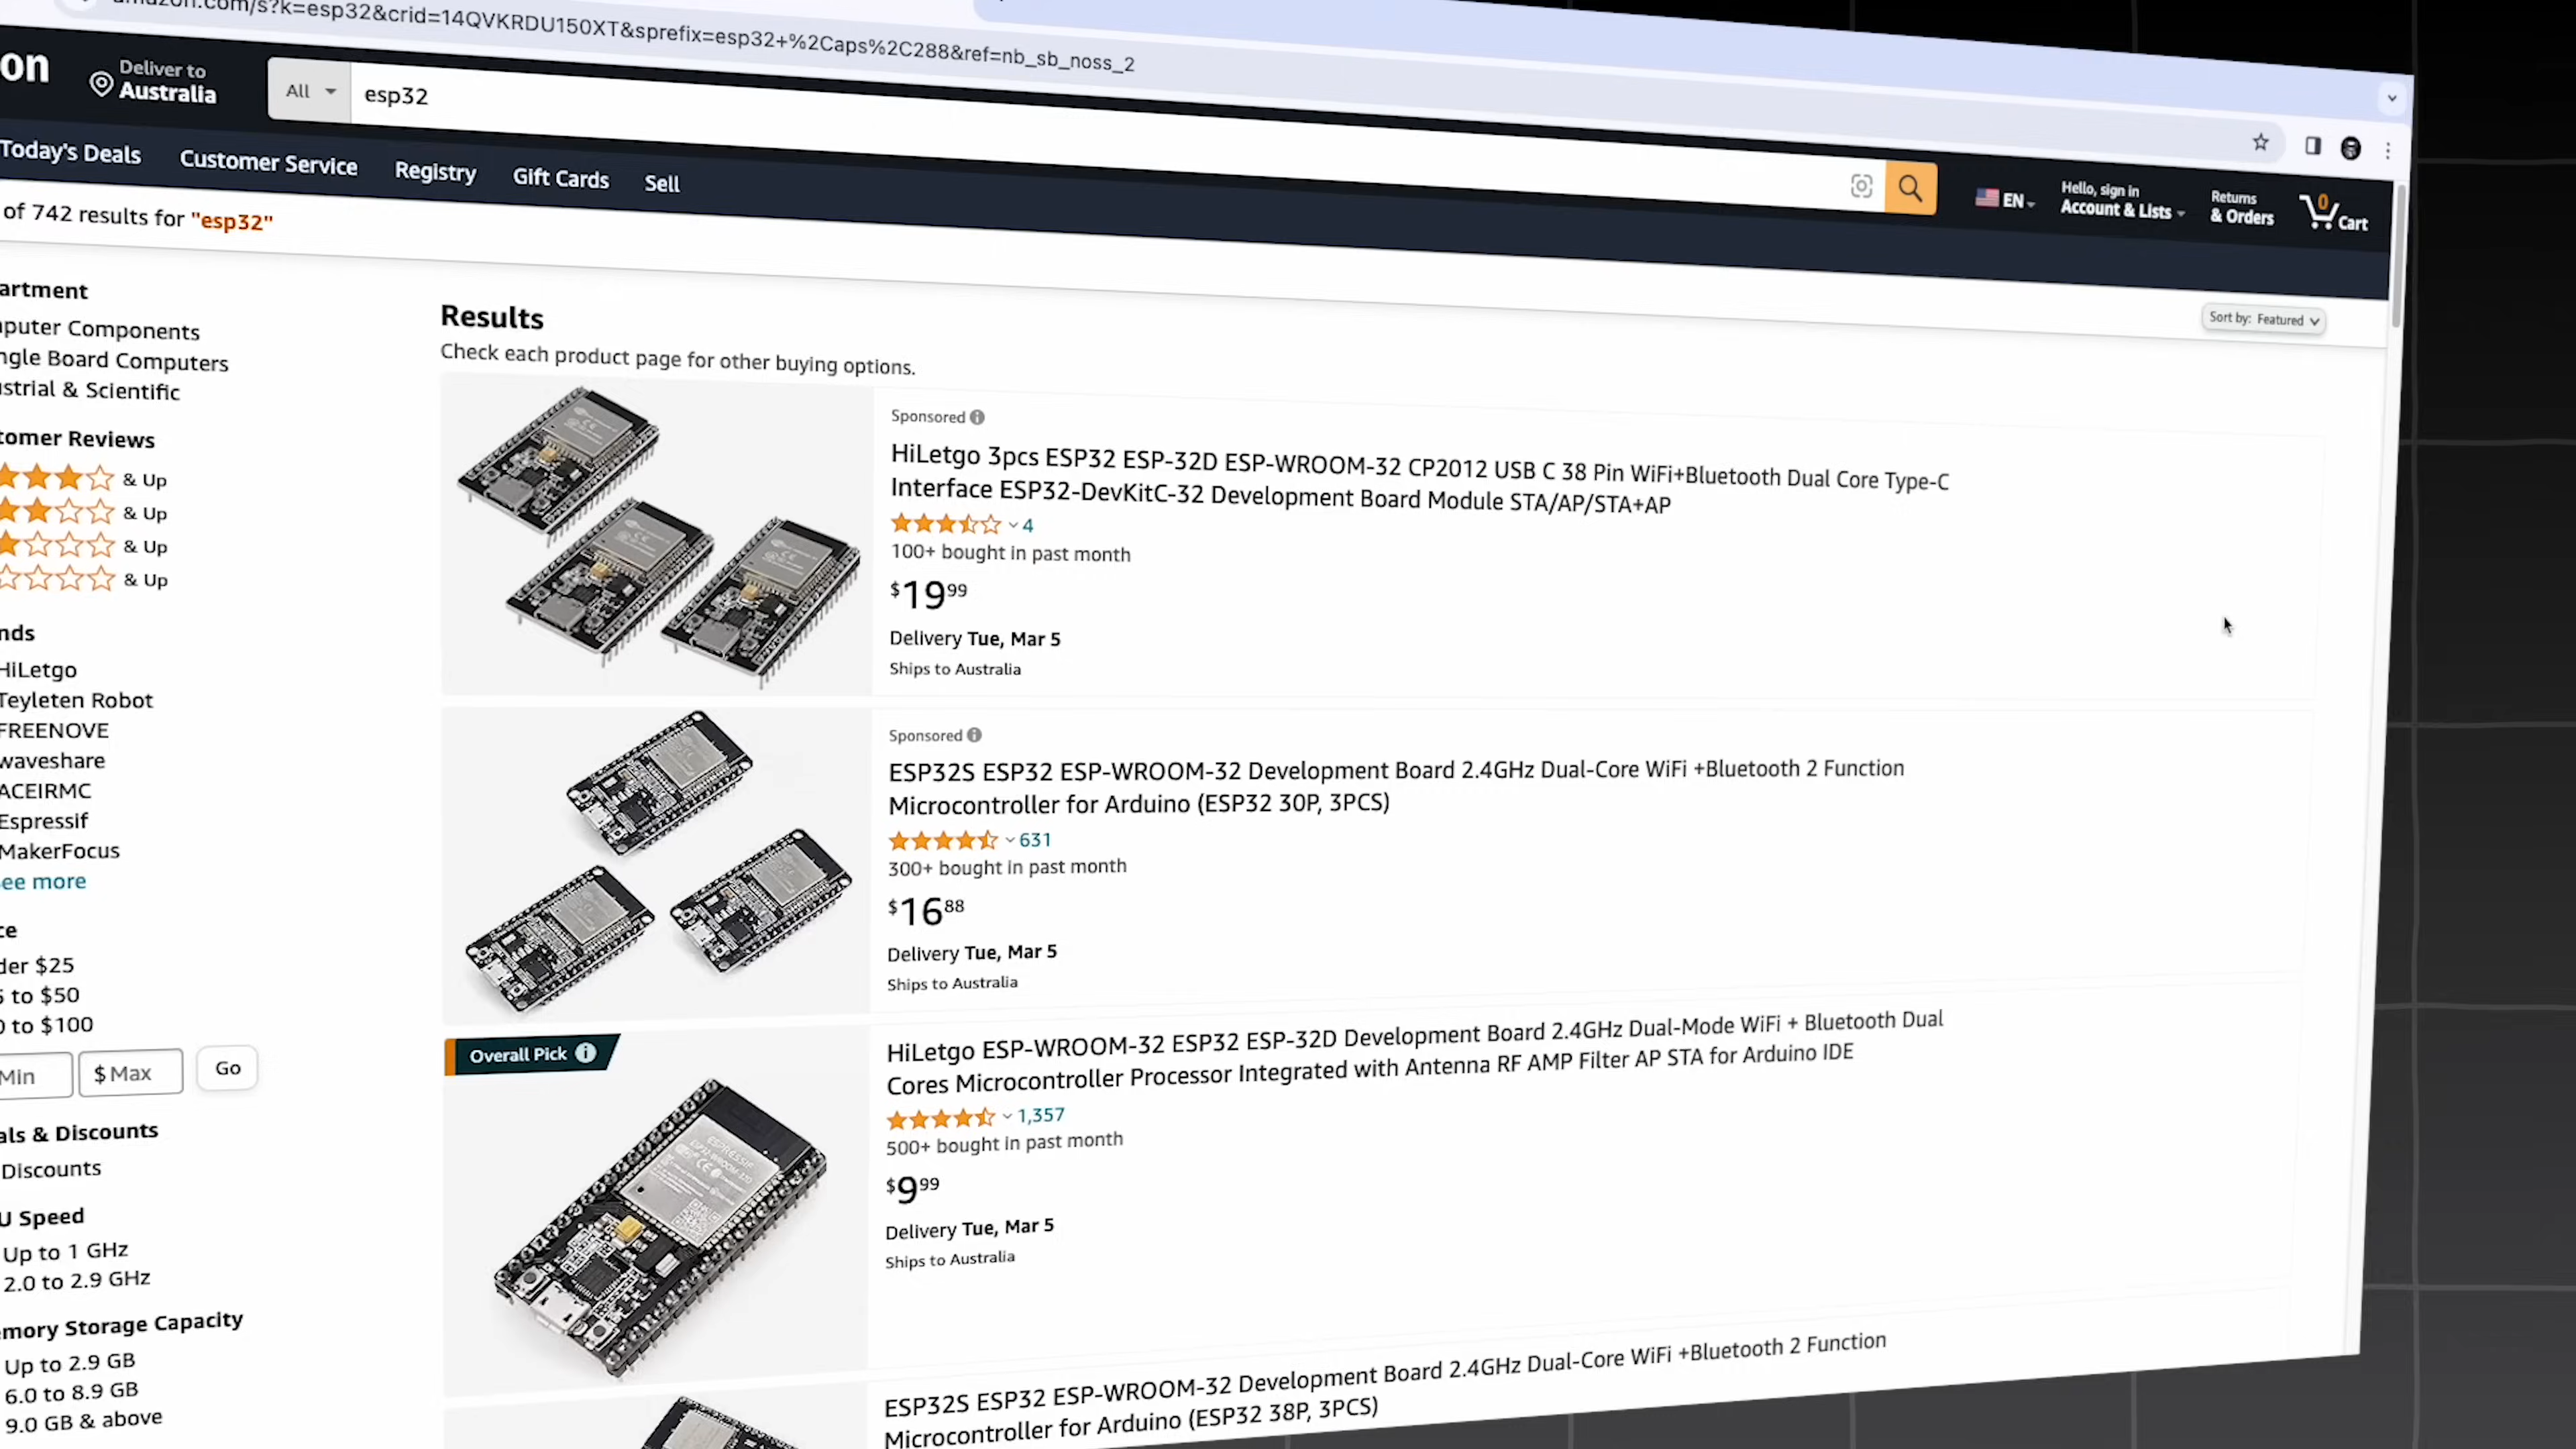 amazon.com/s?k=esp32&crid=14QVKRDU150XT&sprefix=esp32+%2Caps%2C288&ref=nb_sb_noss_2
on
Deliver to
Australia
All
esp32
EN
Hello, sign in
Account & Lists
Returns
& Orders
0
Cart
Today's Deals
Customer Service
Registry
Gift Cards
Sell
of 742 results for "esp32"
Sort by: Featured
artment
puter Components
ngle Board Computers
strial & Scientific
tomer Reviews
& Up
& Up
& Up
& Up
nds
HiLetgo
Teyleten Robot
FREENOVE
waveshare
ACEIRMC
Espressif
MakerFocus
ee more
ce
der $25
5 to $50
0 to $100
Min
$ Max
Go
als & Discounts
Discounts
U Speed
Up to 1 GHz
2.0 to 2.9 GHz
emory Storage Capacity
Up to 2.9 GB
6.0 to 8.9 GB
9.0 GB & above
Results
Check each product page for other buying options.
Sponsored
HiLetgo 3pcs ESP32 ESP-32D ESP-WROOM-32 CP2012 USB C 38 Pin WiFi+Bluetooth Dual Core Type-C
Interface ESP32-DevKitC-32 Development Board Module STA/AP/STA+AP
4
100+ bought in past month
$19.99
Delivery Tue, Mar 5
Ships to Australia
Sponsored
ESP32S ESP32 ESP-WROOM-32 Development Board 2.4GHz Dual-Core WiFi +Bluetooth 2 Function
Microcontroller for Arduino (ESP32 30P, 3PCS)
631
300+ bought in past month
$16.88
Delivery Tue, Mar 5
Ships to Australia
Overall Pick
HiLetgo ESP-WROOM-32 ESP32 ESP-32D Development Board 2.4GHz Dual-Mode WiFi + Bluetooth Dual
Cores Microcontroller Processor Integrated with Antenna RF AMP Filter AP STA for Arduino IDE
1,357
500+ bought in past month
$9.99
Delivery Tue, Mar 5
Ships to Australia
ESPRESSIF
ESP32-WROOM-32D
ESP32S ESP32 ESP-WROOM-32 Development Board 2.4GHz Dual-Core WiFi +Bluetooth 2 Function
Microcontroller for Arduino (ESP32 38P, 3PCS)